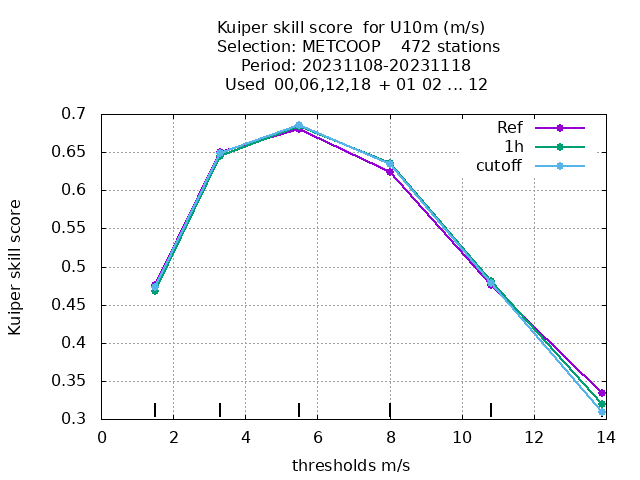 Kuiper skill score  for U10m (m/s)
Selection: METCOOP    472 stations
Period: 20231108-20231118
Used  00,06,12,18 + 01 02 ... 12
Ref
1h
cutoff
Kuiper skill score
0.7
0.65
0.6
0.55
0.5
0.45
0.4
0.35
0.3
0 2 4 6 8 10 12 14
thresholds m/s